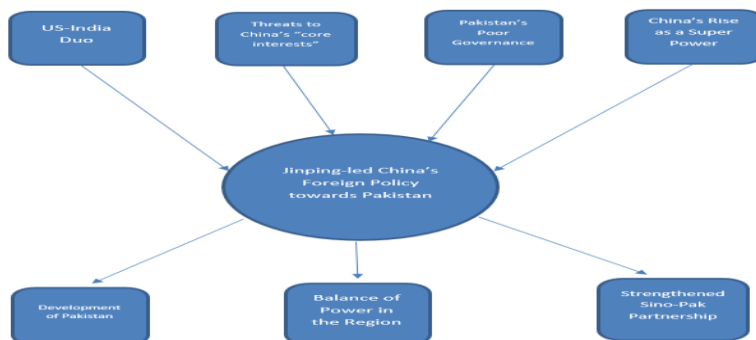 US-India
Duo
Threats to
China's "core
interests"
Pakistan's
Poor
Governance
China's Rise
as a Super
Power
Jinping-led China's
Foreign Policy
towards Pakistan
Development
of Pakistan
Balance of
Power in
the Region
Strengthened
Sino-Pak
Partnership